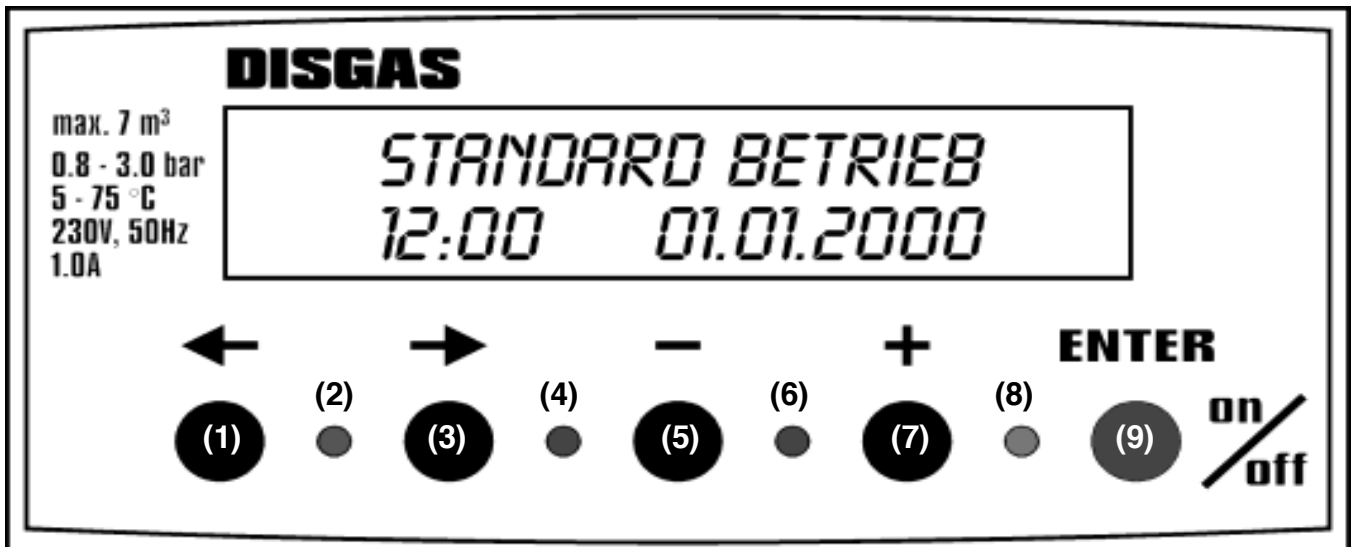 DISGAS
max. 7 m³
0.8 - 3.0 bar
5 - 75 °C
230V, 50Hz
1.0A
STANDARD BETRIEB
12:00 01.01.2000
← → − + ENTER
(2) (4) (6) (8)
(1) (3) (5) (7) (9)
on/off